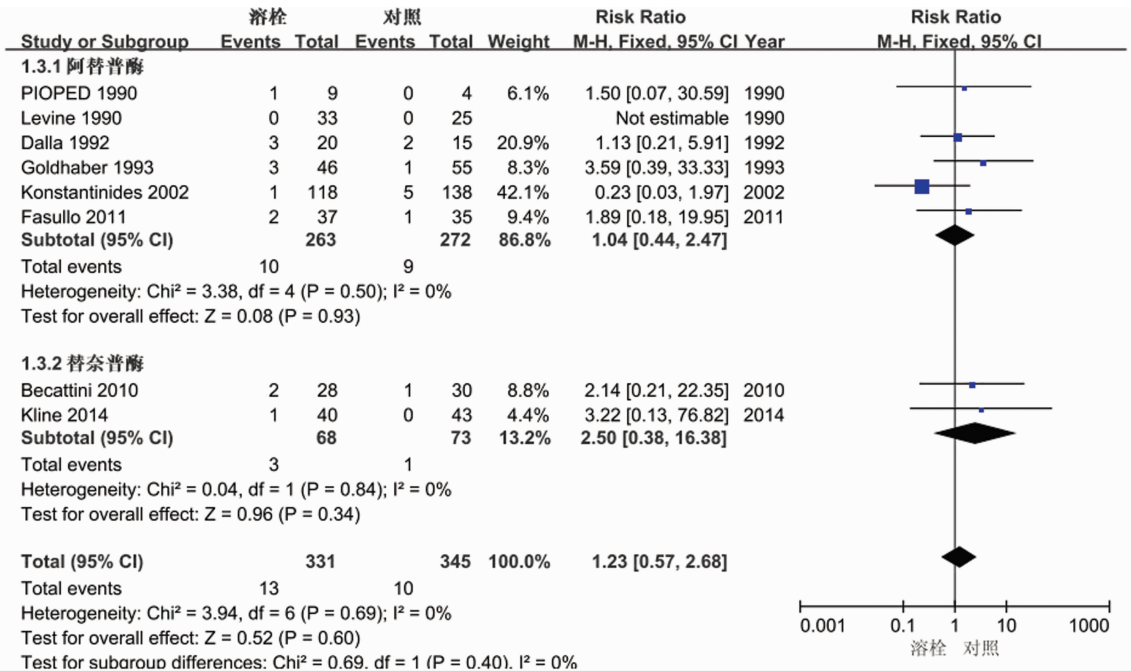 溶栓 对照 Risk Ratio Risk Ratio
Study or Subgroup Events Total Events Total Weight M-H, Fixed, 95% CI Year M-H, Fixed, 95% CI
1.3.1 阿替普酶
PIOPED 1990 1 9 0 4 6.1% 1.50 [0.07, 30.59] 1990
Levine 1990 0 33 0 25 Not estimable 1990
Dalla 1992 3 20 2 15 20.9% 1.13 [0.21, 5.91] 1992
Goldhaber 1993 3 46 1 55 8.3% 3.59 [0.39, 33.33] 1993
Konstantinides 2002 1 118 5 138 42.1% 0.23 [0.03, 1.97] 2002
Fasullo 2011 2 37 1 35 9.4% 1.89 [0.18, 19.95] 2011
Subtotal (95% CI) 263 272 86.8% 1.04 [0.44, 2.47]
Total events 10 9
Heterogeneity: Chi² = 3.38, df = 4 (P = 0.50); I² = 0%
Test for overall effect: Z = 0.08 (P = 0.93)
1.3.2 替奈普酶
Becattini 2010 2 28 1 30 8.8% 2.14 [0.21, 22.35] 2010
Kline 2014 1 40 0 43 4.4% 3.22 [0.13, 76.82] 2014
Subtotal (95% CI) 68 73 13.2% 2.50 [0.38, 16.38]
Total events 3 1
Heterogeneity: Chi² = 0.04, df = 1 (P = 0.84); I² = 0%
Test for overall effect: Z = 0.96 (P = 0.34)
Total (95% CI) 331 345 100.0% 1.23 [0.57, 2.68]
Total events 13 10
Heterogeneity: Chi² = 3.94, df = 6 (P = 0.69); I² = 0%
Test for overall effect: Z = 0.52 (P = 0.60)
Test for subgroup differences: Chi² = 0.69, df = 1 (P = 0.40), I² = 0%
0.001 0.1 1 10 1000
溶栓 对照